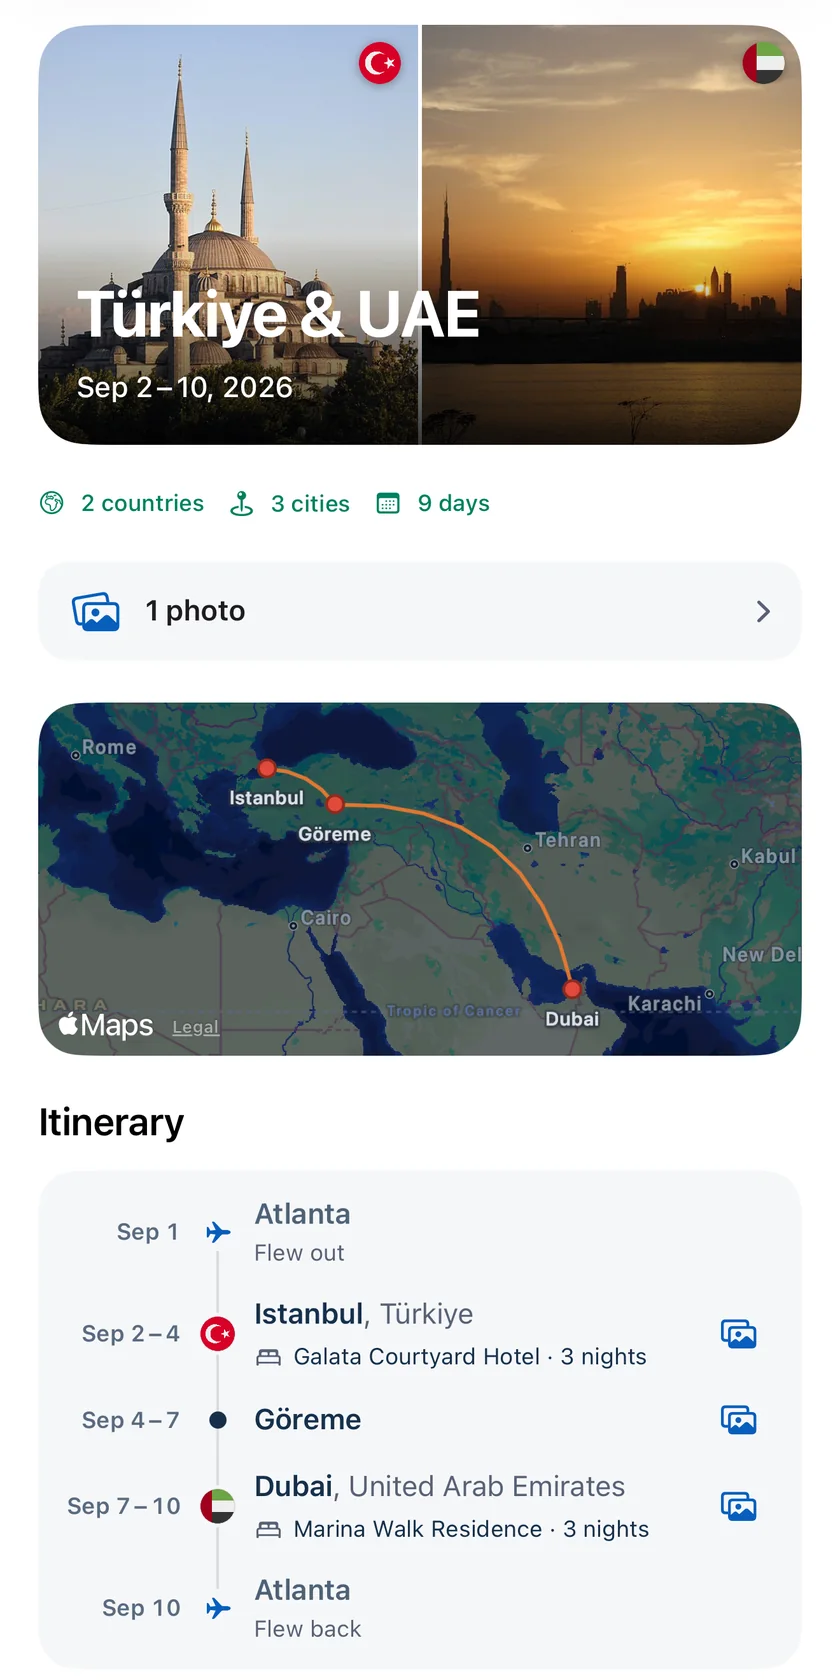 Türkiye & UAE
Sep 2–10, 2026
2 countries
3 cities
9 days
1 photo
Rome
Istanbul
Göreme
Tehran
Kabul
Cairo
New Del
HARA
Tropic of Cancer
Karachi
Dubai
Maps
Legal
Itinerary
Sep 1
Atlanta
Flew out
Sep 2–4
Istanbul, Türkiye
Galata Courtyard Hotel · 3 nights
Sep 4–7
Göreme
Sep 7–10
Dubai, United Arab Emirates
Marina Walk Residence · 3 nights
Sep 10
Atlanta
Flew back